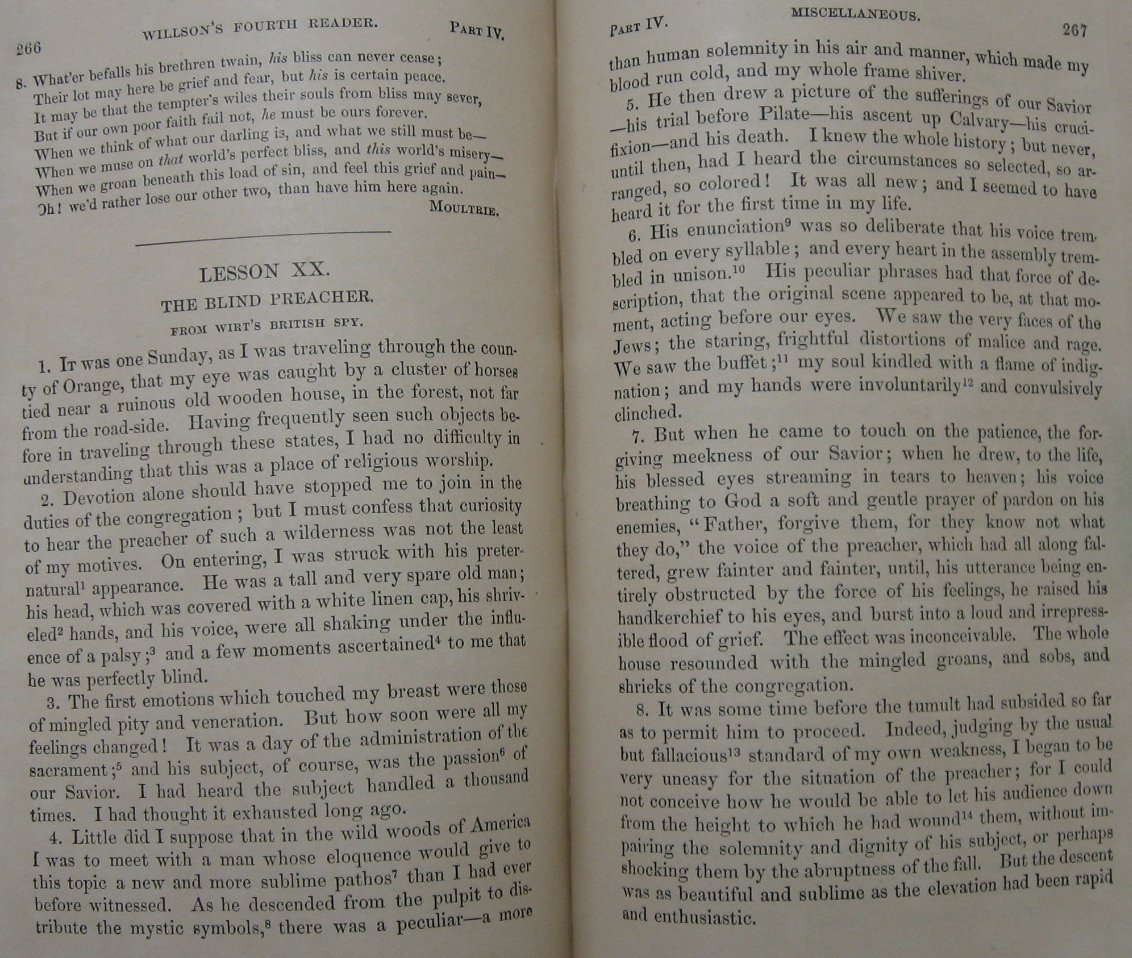 266 WILLSON'S FOURTH READER. PART IV.
8. What'er befalls his brethren twain, his bliss can never cease;
Their lot may here be grief and fear, but his is certain peace.
It may be that the tempter's wiles their souls from bliss may sever,
But if our own poor faith fail not, he must be ours forever.
When we think of what our darling is, and what we still must be—
When we muse on that world's perfect bliss, and this world's misery—
When we groan beneath this load of sin, and feel this grief and pain—
Oh! we'd rather lose our other two, than have him here again.
MOULTRIE.
LESSON XX.
THE BLIND PREACHER.
FROM WIRT'S BRITISH SPY.
1. IT was one Sunday, as I was traveling through the coun-
ty of Orange, that my eye was caught by a cluster of horses
tied near a ruinous old wooden house, in the forest, not far
from the road-side. Having frequently seen such objects be-
fore in traveling through these states, I had no difficulty in
understanding that this was a place of religious worship.
2. Devotion alone should have stopped me to join in the
duties of the congregation; but I must confess that curiosity
to hear the preacher of such a wilderness was not the least
of my motives. On entering, I was struck with his preter-
natural¹ appearance. He was a tall and very spare old man;
his head, which was covered with a white linen cap, his shriv-
eled² hands, and his voice, were all shaking under the influ-
ence of a palsy;³ and a few moments ascertained⁴ to me that
he was perfectly blind.
3. The first emotions which touched my breast were those
of mingled pity and veneration. But how soon were all my
feelings changed! It was a day of the administration of the
sacrament;⁵ and his subject, of course, was the passion⁶ of
our Savior. I had heard the subject handled a thousand
times. I had thought it exhausted long ago.
4. Little did I suppose that in the wild woods of America
I was to meet with a man whose eloquence would give to
this topic a new and more sublime pathos⁷ than I had ever
before witnessed. As he descended from the pulpit to dis-
tribute the mystic symbols,⁸ there was a peculiar—a more
PART IV. MISCELLANEOUS. 267
than human solemnity in his air and manner, which made my
blood run cold, and my whole frame shiver.
5. He then drew a picture of the sufferings of our Savior
—his trial before Pilate—his ascent up Calvary—his cruci-
fixion—and his death. I knew the whole history; but never,
until then, had I heard the circumstances so selected, so ar-
ranged, so colored! It was all new; and I seemed to have
heard it for the first time in my life.
6. His enunciation⁹ was so deliberate that his voice trem-
bled on every syllable; and every heart in the assembly trem-
bled in unison.¹⁰ His peculiar phrases had that force of de-
scription, that the original scene appeared to be, at that mo-
ment, acting before our eyes. We saw the very faces of the
Jews; the staring, frightful distortions of malice and rage.
We saw the buffet;¹¹ my soul kindled with a flame of indig-
nation; and my hands were involuntarily¹² and convulsively
clinched.
7. But when he came to touch on the patience, the for-
giving meekness of our Savior; when he drew, to the life,
his blessed eyes streaming in tears to heaven; his voice
breathing to God a soft and gentle prayer of pardon on his
enemies, "Father, forgive them, for they know not what
they do," the voice of the preacher, which had all along fal-
tered, grew fainter and fainter, until, his utterance being en-
tirely obstructed by the force of his feelings, he raised his
handkerchief to his eyes, and burst into a loud and irrepress-
ible flood of grief. The effect was inconceivable. The whole
house resounded with the mingled groans, and sobs, and
shrieks of the congregation.
8. It was some time before the tumult had subsided so far
as to permit him to proceed. Indeed, judging by the usual
but fallacious¹³ standard of my own weakness, I began to be
very uneasy for the situation of the preacher; for I could
not conceive how he would be able to let his audience down
from the height to which he had wound¹⁴ them, without im-
pairing the solemnity and dignity of his subject, or perhaps
shocking them by the abruptness of the fall. But the descent
was as beautiful and sublime as the elevation had been rapid
and enthusiastic.